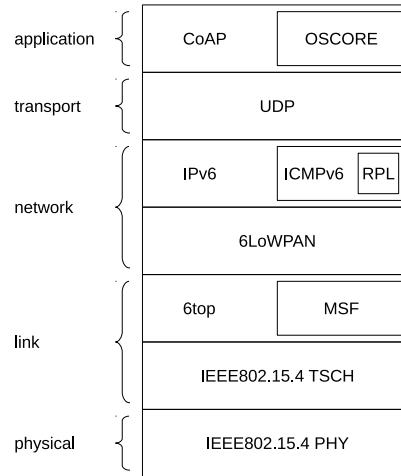 application
CoAP
OSCORE
transport
UDP
network
IPv6
ICMPv6
RPL
6LoWPAN
link
6top
MSF
IEEE802.15.4 TSCH
physical
IEEE802.15.4 PHY